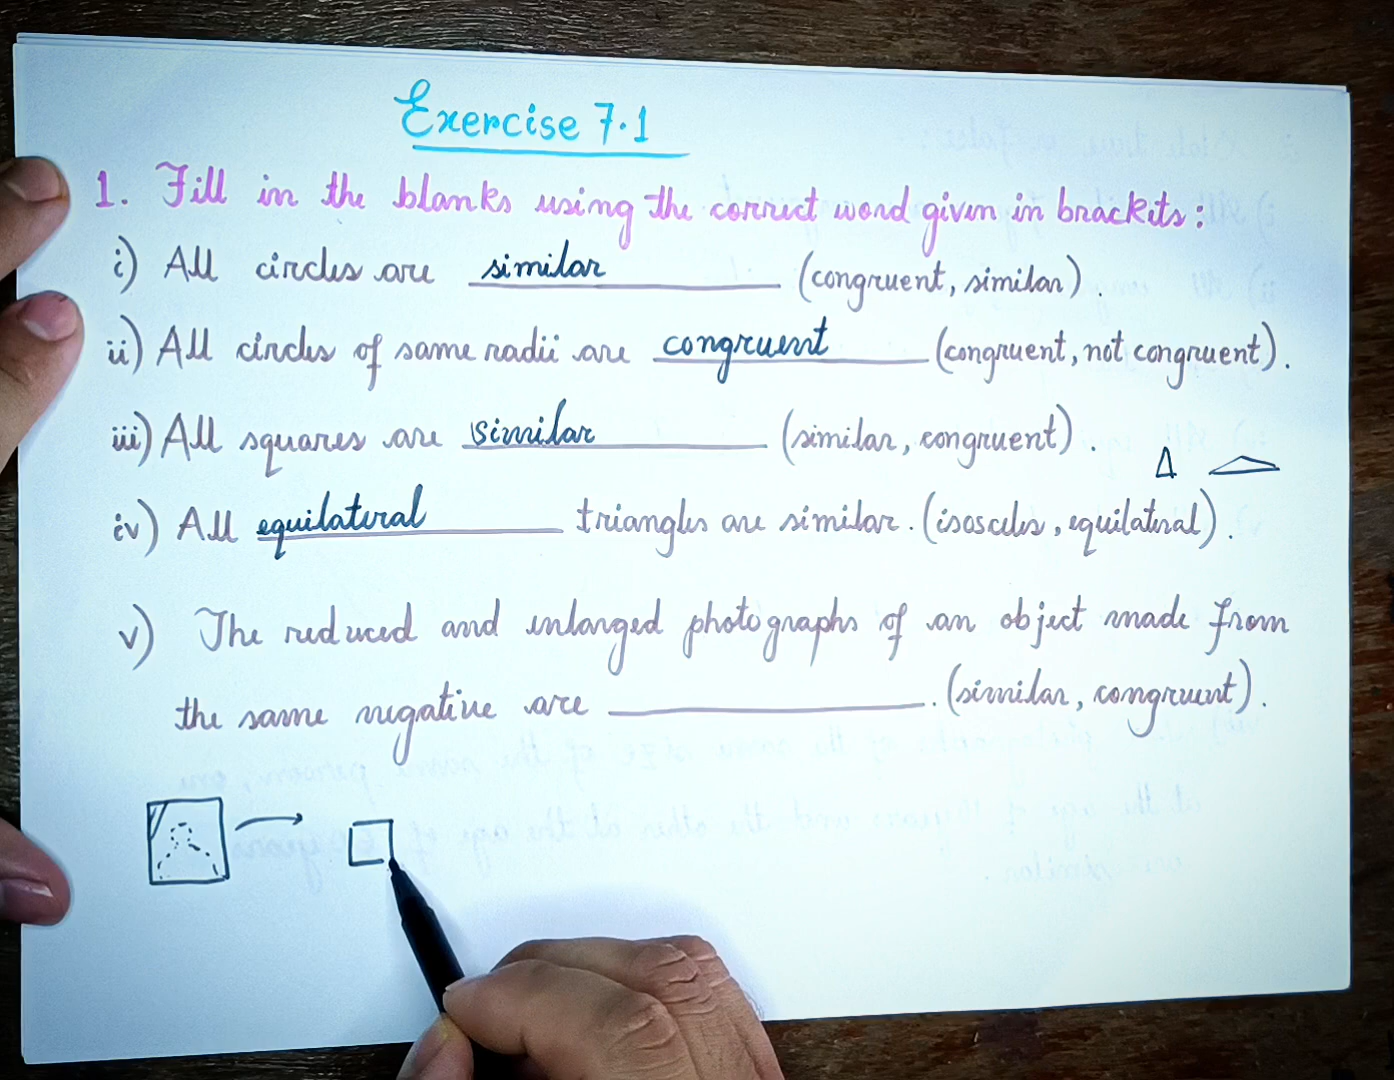 Exercise 7.1
1. Fill in the blanks using the correct word given in brackets:
i) All circles are similar (congruent, similar).
ii) All circles of same radii are congruent (congruent, not congruent).
iii) All squares are similar (similar, congruent).
iv) All equilateral triangles are similar. (isosceles, equilateral).
v) The reduced and enlarged photographs of an object made from
the same negative are ________. (similar, congruent).